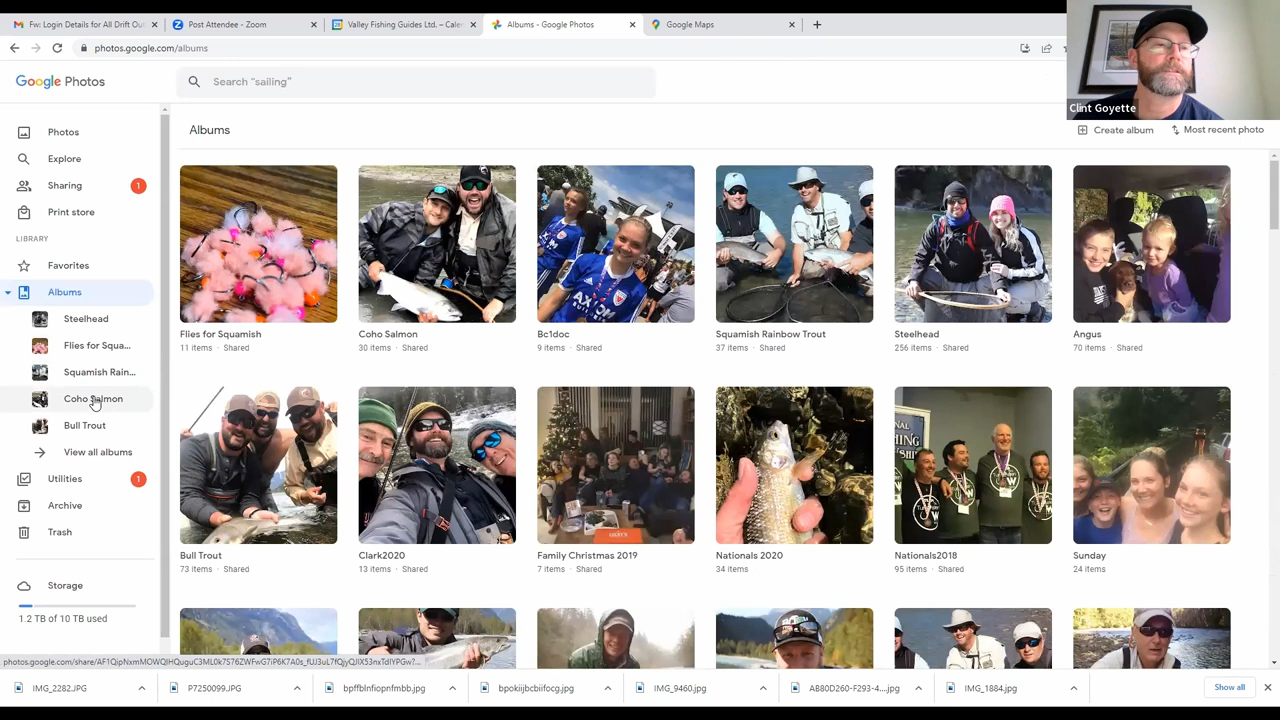 Fw: Login Details for All Drift Out
Post Attendee - Zoom
Valley Fishing Guides Ltd. – Cale
Albums - Google Photos
Google Maps
photos.google.com/albums
Google Photos
Search "sailing"
Clint Goyette
Photos
Explore
Sharing 1
Print store
LIBRARY
Favorites
Albums
Steelhead
Flies for Squa...
Squamish Rain...
Coho Salmon
Bull Trout
View all albums
Utilities 1
Archive
Trash
Storage
1.2 TB of 10 TB used
Albums
Create album
Most recent photo
Flies for Squamish
11 items · Shared
Coho Salmon
30 items · Shared
Bc1doc
9 items · Shared
Squamish Rainbow Trout
37 items · Shared
Steelhead
256 items · Shared
Angus
70 items · Shared
Bull Trout
73 items · Shared
Clark2020
13 items · Shared
Family Christmas 2019
7 items · Shared
Nationals 2020
34 items
Nationals2018
95 items · Shared
Sunday
24 items
IMG_2282.JPG
P7250099.JPG
bpffblnfiopnfmbb.jpg
bpokiijbcbiifocg.jpg
IMG_9460.jpg
AB80D260-F293-4....jpg
IMG_1884.jpg
Show all